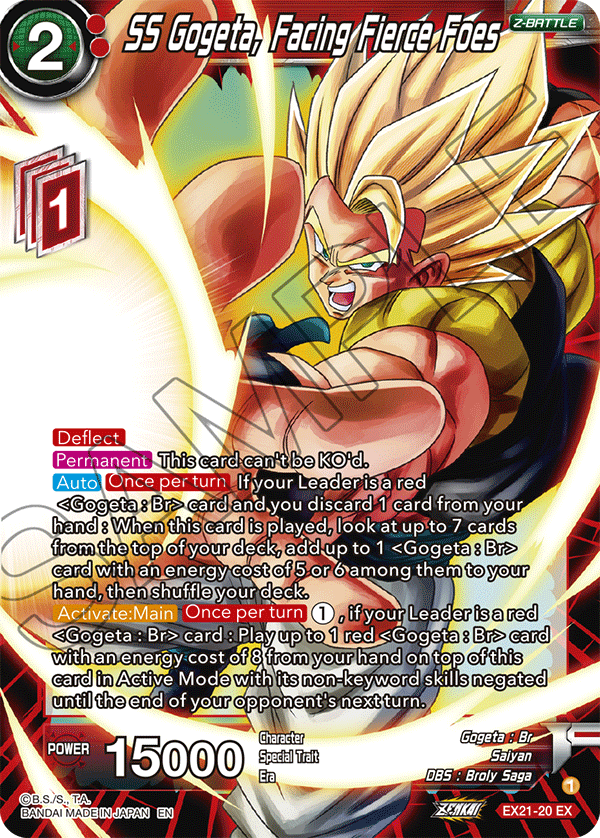 2
SS Gogeta, Facing Fierce Foes
Z-BATTLE
1
SAMPLE
Deflect
Permanent This card can't be KO'd.
Auto Once per turn If your Leader is a red
<Gogeta : Br> card and you discard 1 card from your
hand : When this card is played, look at up to 7 cards
from the top of your deck, add up to 1 <Gogeta : Br>
card with an energy cost of 5 or 6 among them to your
hand, then shuffle your deck.
Activate:Main Once per turn 1 , if your Leader is a red
<Gogeta : Br> card : Play up to 1 red <Gogeta : Br> card
with an energy cost of 8 from your hand on top of this
card in Active Mode with its non-keyword skills negated
until the end of your opponent's next turn.
POWER 15000
Character Gogeta : Br
Special Trait Saiyan
Era DBS : Broly Saga
1
©B.S./S., T.A.
BANDAI MADE IN JAPAN EN
ZENKAI
EX21-20 EX